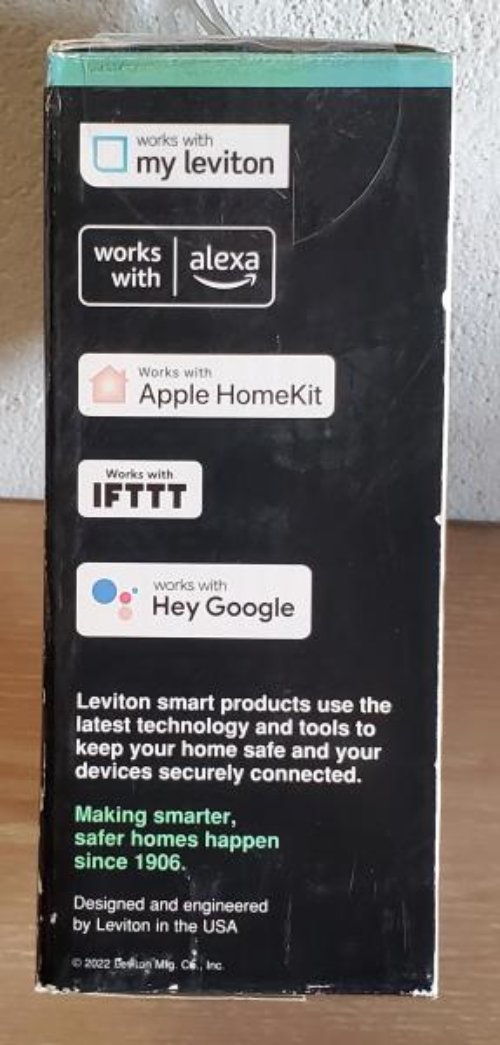 works with
my leviton
works with | alexa
Works with
Apple HomeKit
Works with
IFTTT
works with
Hey Google
Leviton smart products use the
latest technology and tools to
keep your home safe and your
devices securely connected.
Making smarter,
safer homes happen
since 1906.
Designed and engineered
by Leviton in the USA
© 2022 Leviton Mfg. Co., Inc.